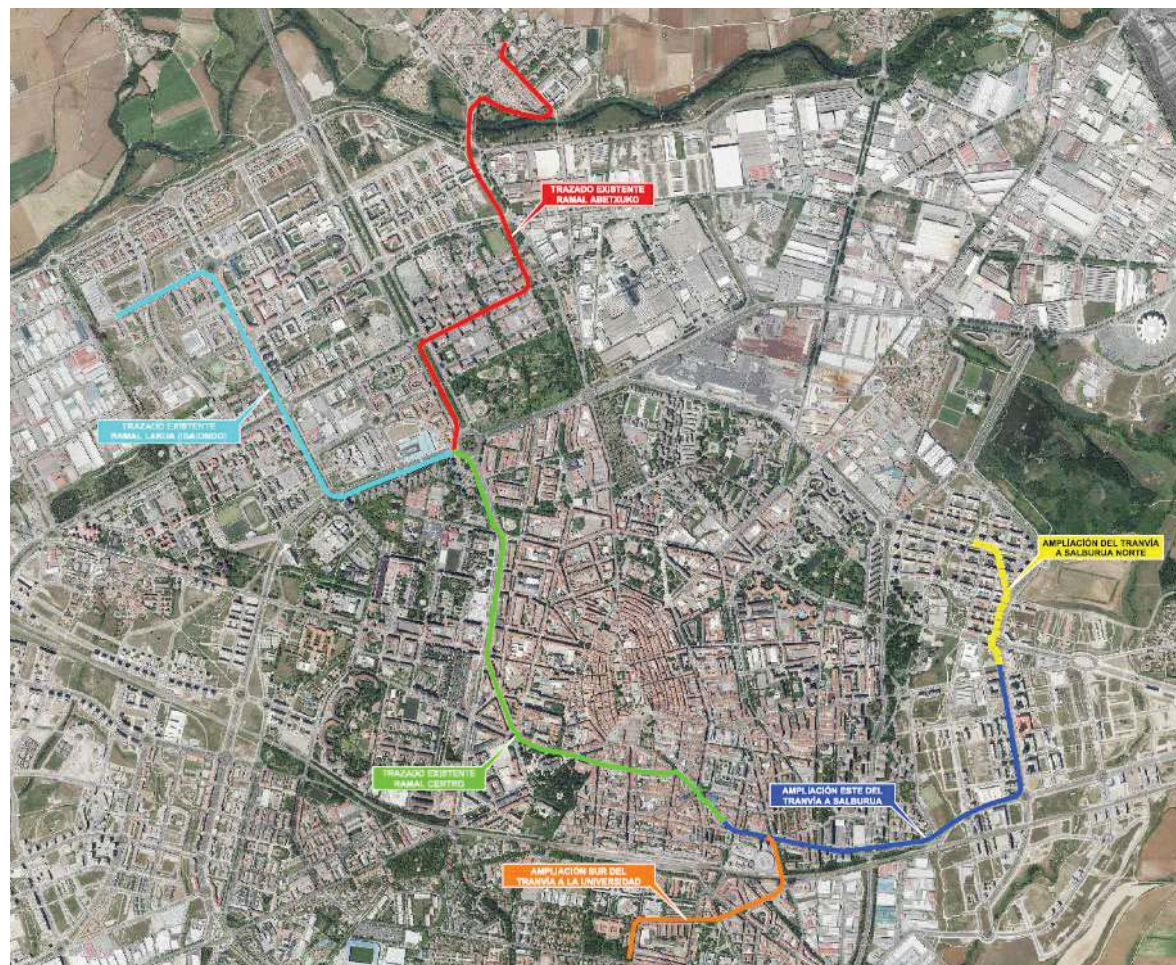 TRAZADO EXISTENTE
RAMAL ABETXUKO
TRAZADO EXISTENTE
RAMAL LAKUA (IBAIONDO)
AMPLIACIÓN DEL TRANVÍA
A SALBURUA NORTE
TRAZADO EXISTENTE
RAMAL CENTRO
AMPLIACIÓN ESTE DEL
TRANVÍA A SALBURUA
AMPLIACIÓN SUR DEL
TRANVÍA A LA UNIVERSIDAD